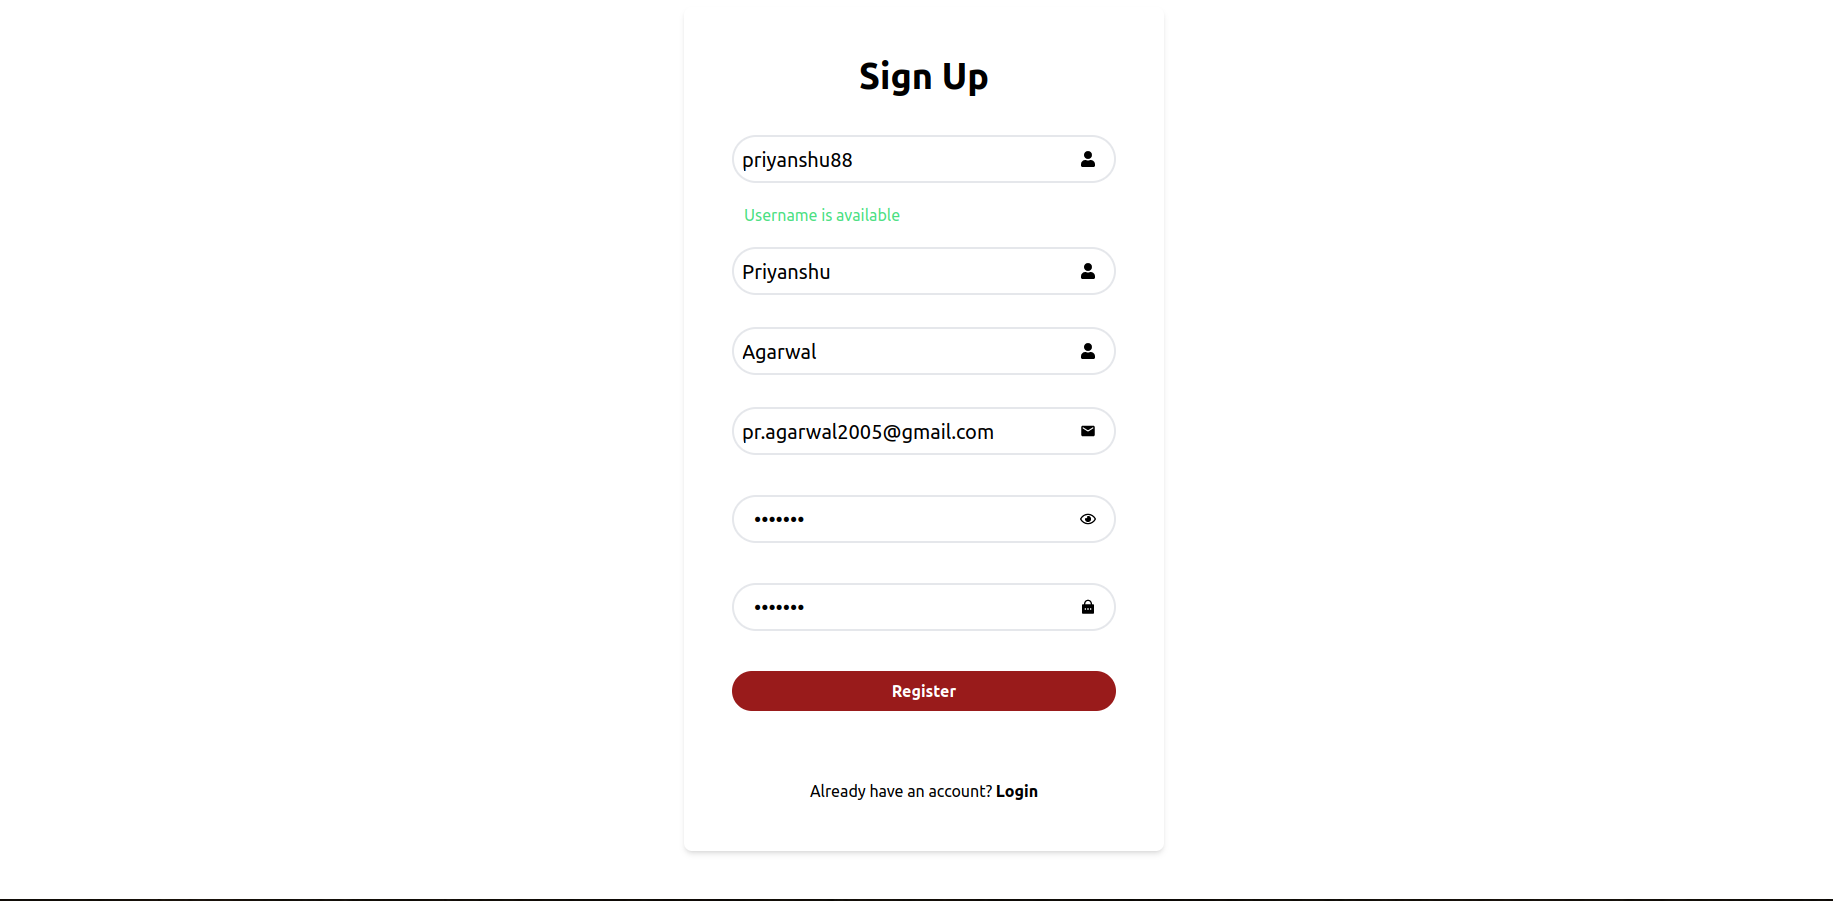 Sign Up
priyanshu88
Username is available
Priyanshu
Agarwal
pr.agarwal2005@gmail.com
•••••••
•••••••
Register
Already have an account? Login